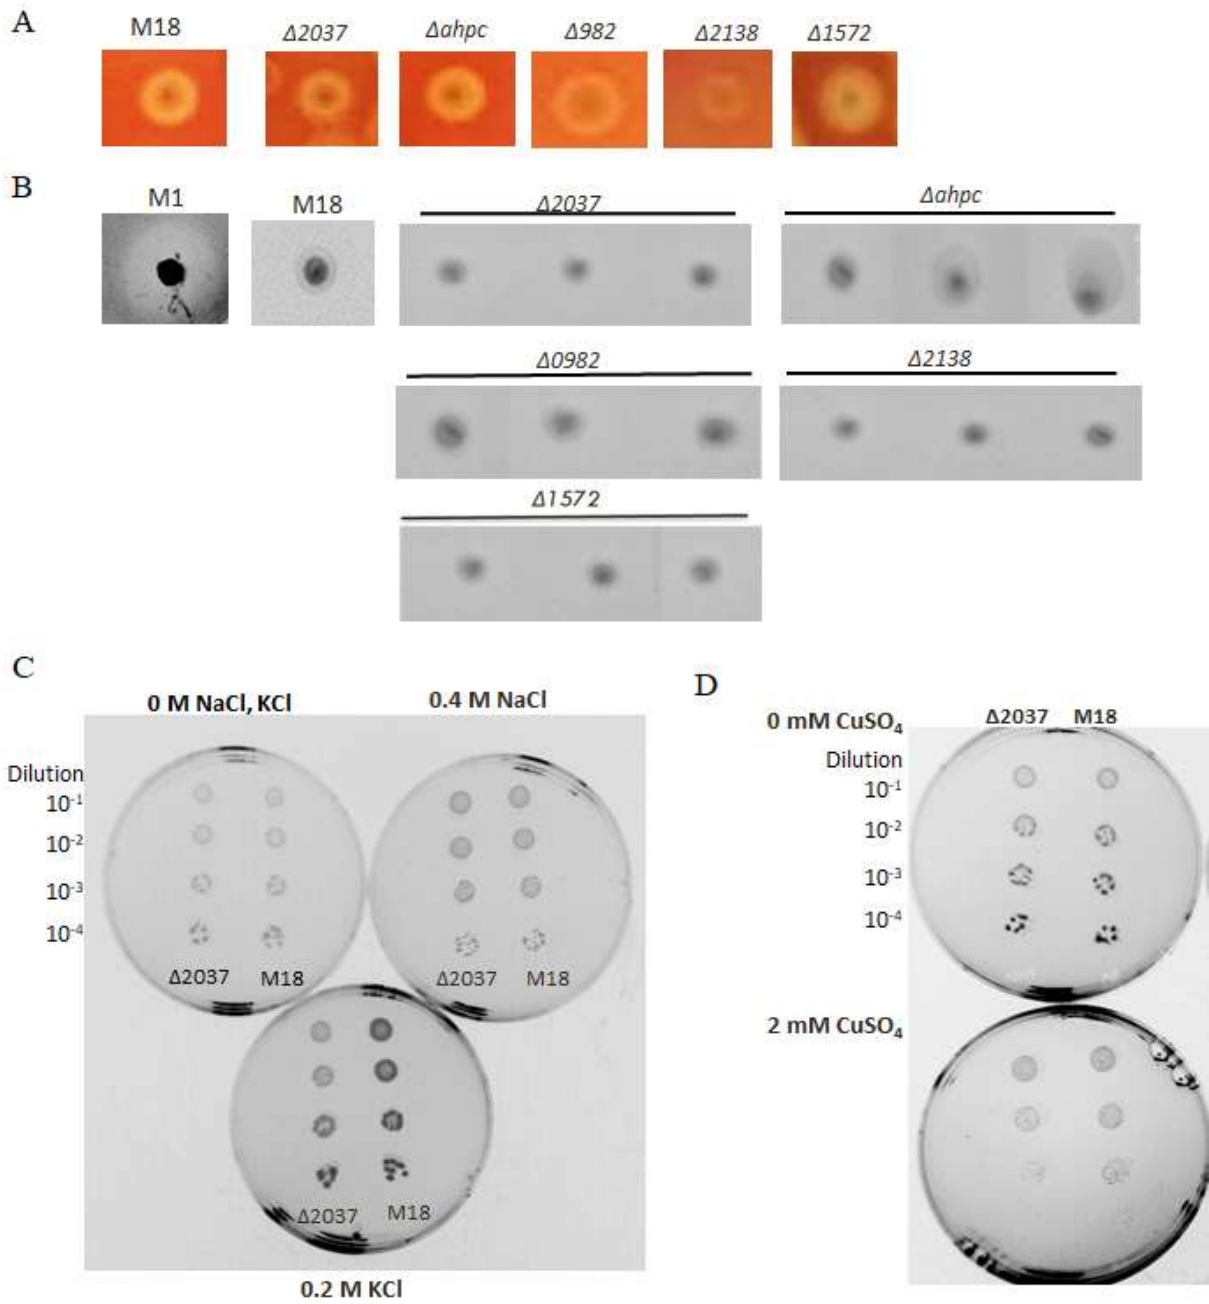 A
M18 Δ2037 Δahpc Δ982 Δ2138 Δ1572
B
M1 M18 Δ2037 Δahpc
Δ0982 Δ2138
Δ1572
C
0 M NaCl, KCl 0.4 M NaCl
Dilution
10⁻¹
10⁻²
10⁻³
10⁻⁴
Δ2037 M18 Δ2037 M18
Δ2037 M18
0.2 M KCl
D
0 mM CuSO₄ Δ2037 M18
Dilution
10⁻¹
10⁻²
10⁻³
10⁻⁴
2 mM CuSO₄